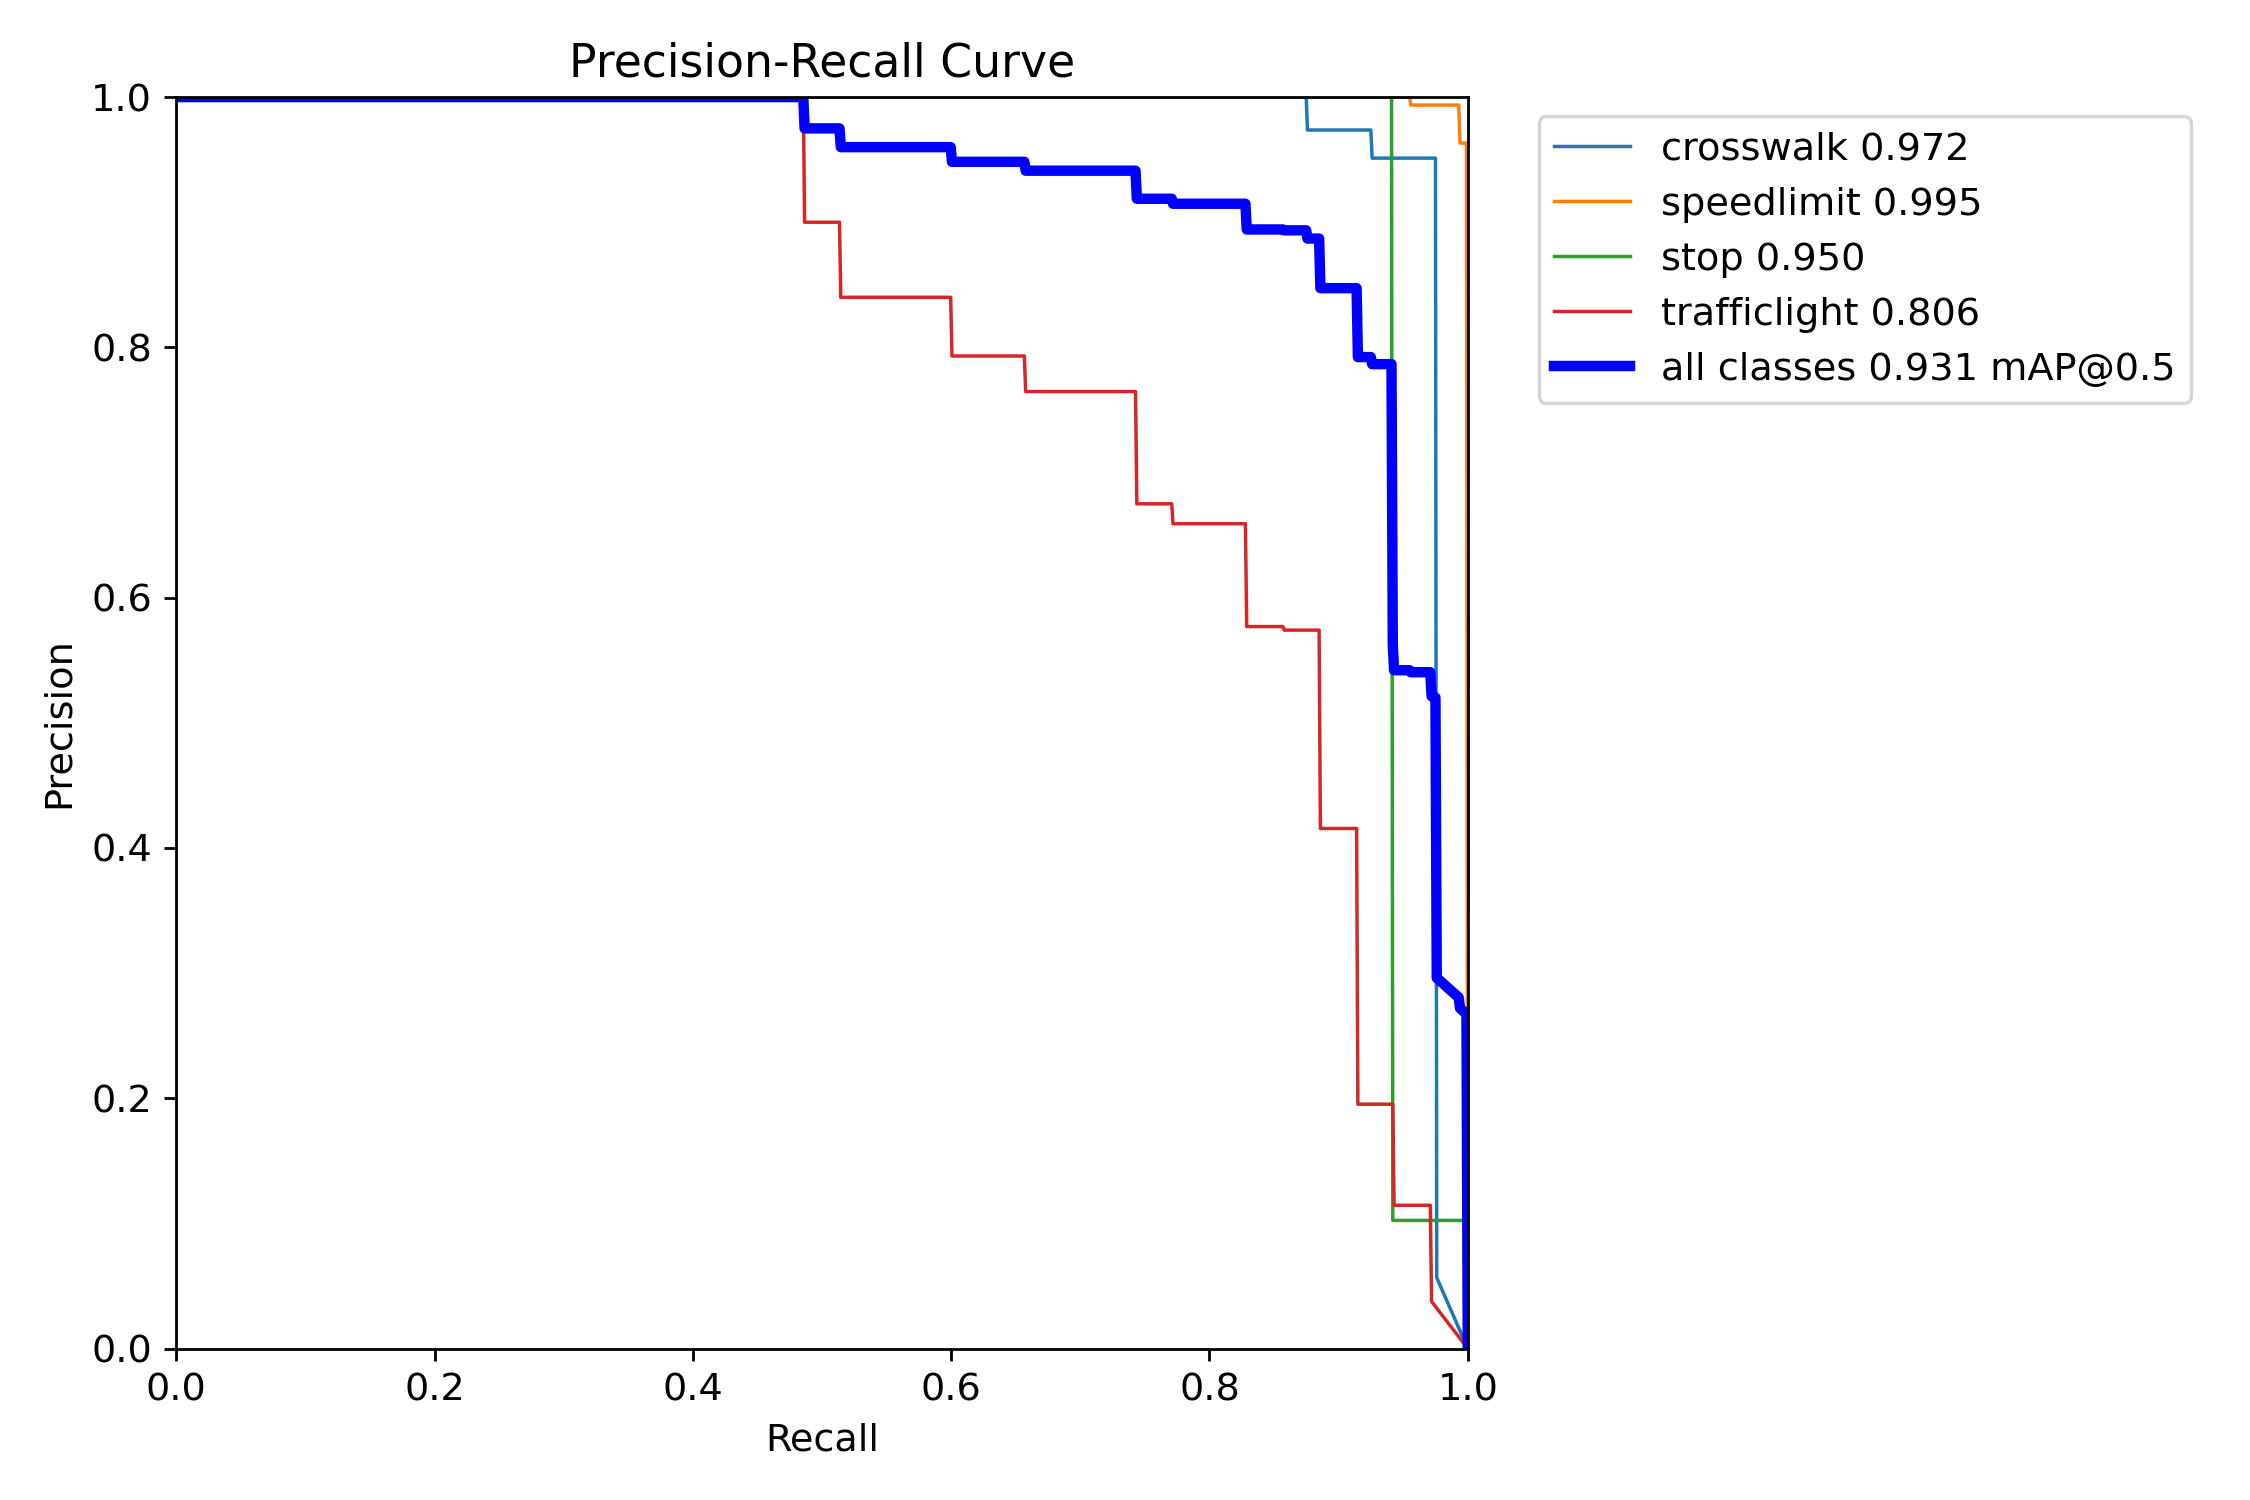 Precision-Recall Curve
1.0
0.8
0.6
0.4
0.2
0.0
Precision
0.0 0.2 0.4 0.6 0.8 1.0
Recall
crosswalk 0.972
speedlimit 0.995
stop 0.950
trafficlight 0.806
all classes 0.931 mAP@0.5